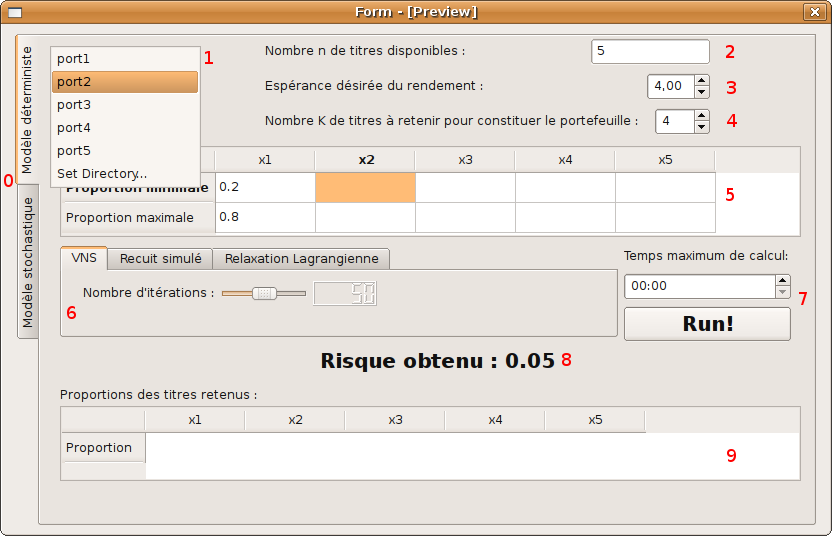 Form - [Preview]
Modèle déterministe
Modèle stochastique
0
port1
port2
port3
port4
port5
Set Directory...
1
Nombre n de titres disponibles :
5
2
Espérance désirée du rendement :
4,00
3
Nombre K de titres à retenir pour constituer le portefeuille :
4
4
x1 x2 x3 x4 x5
Proportion minimale 0.2
Proportion maximale 0.8
5
VNS Recuit simulé Relaxation Lagrangienne
Nombre d'itérations : 50
6
Temps maximum de calcul:
00:00
7
Run!
Risque obtenu : 0.05 8
Proportions des titres retenus :
x1 x2 x3 x4 x5
Proportion
9